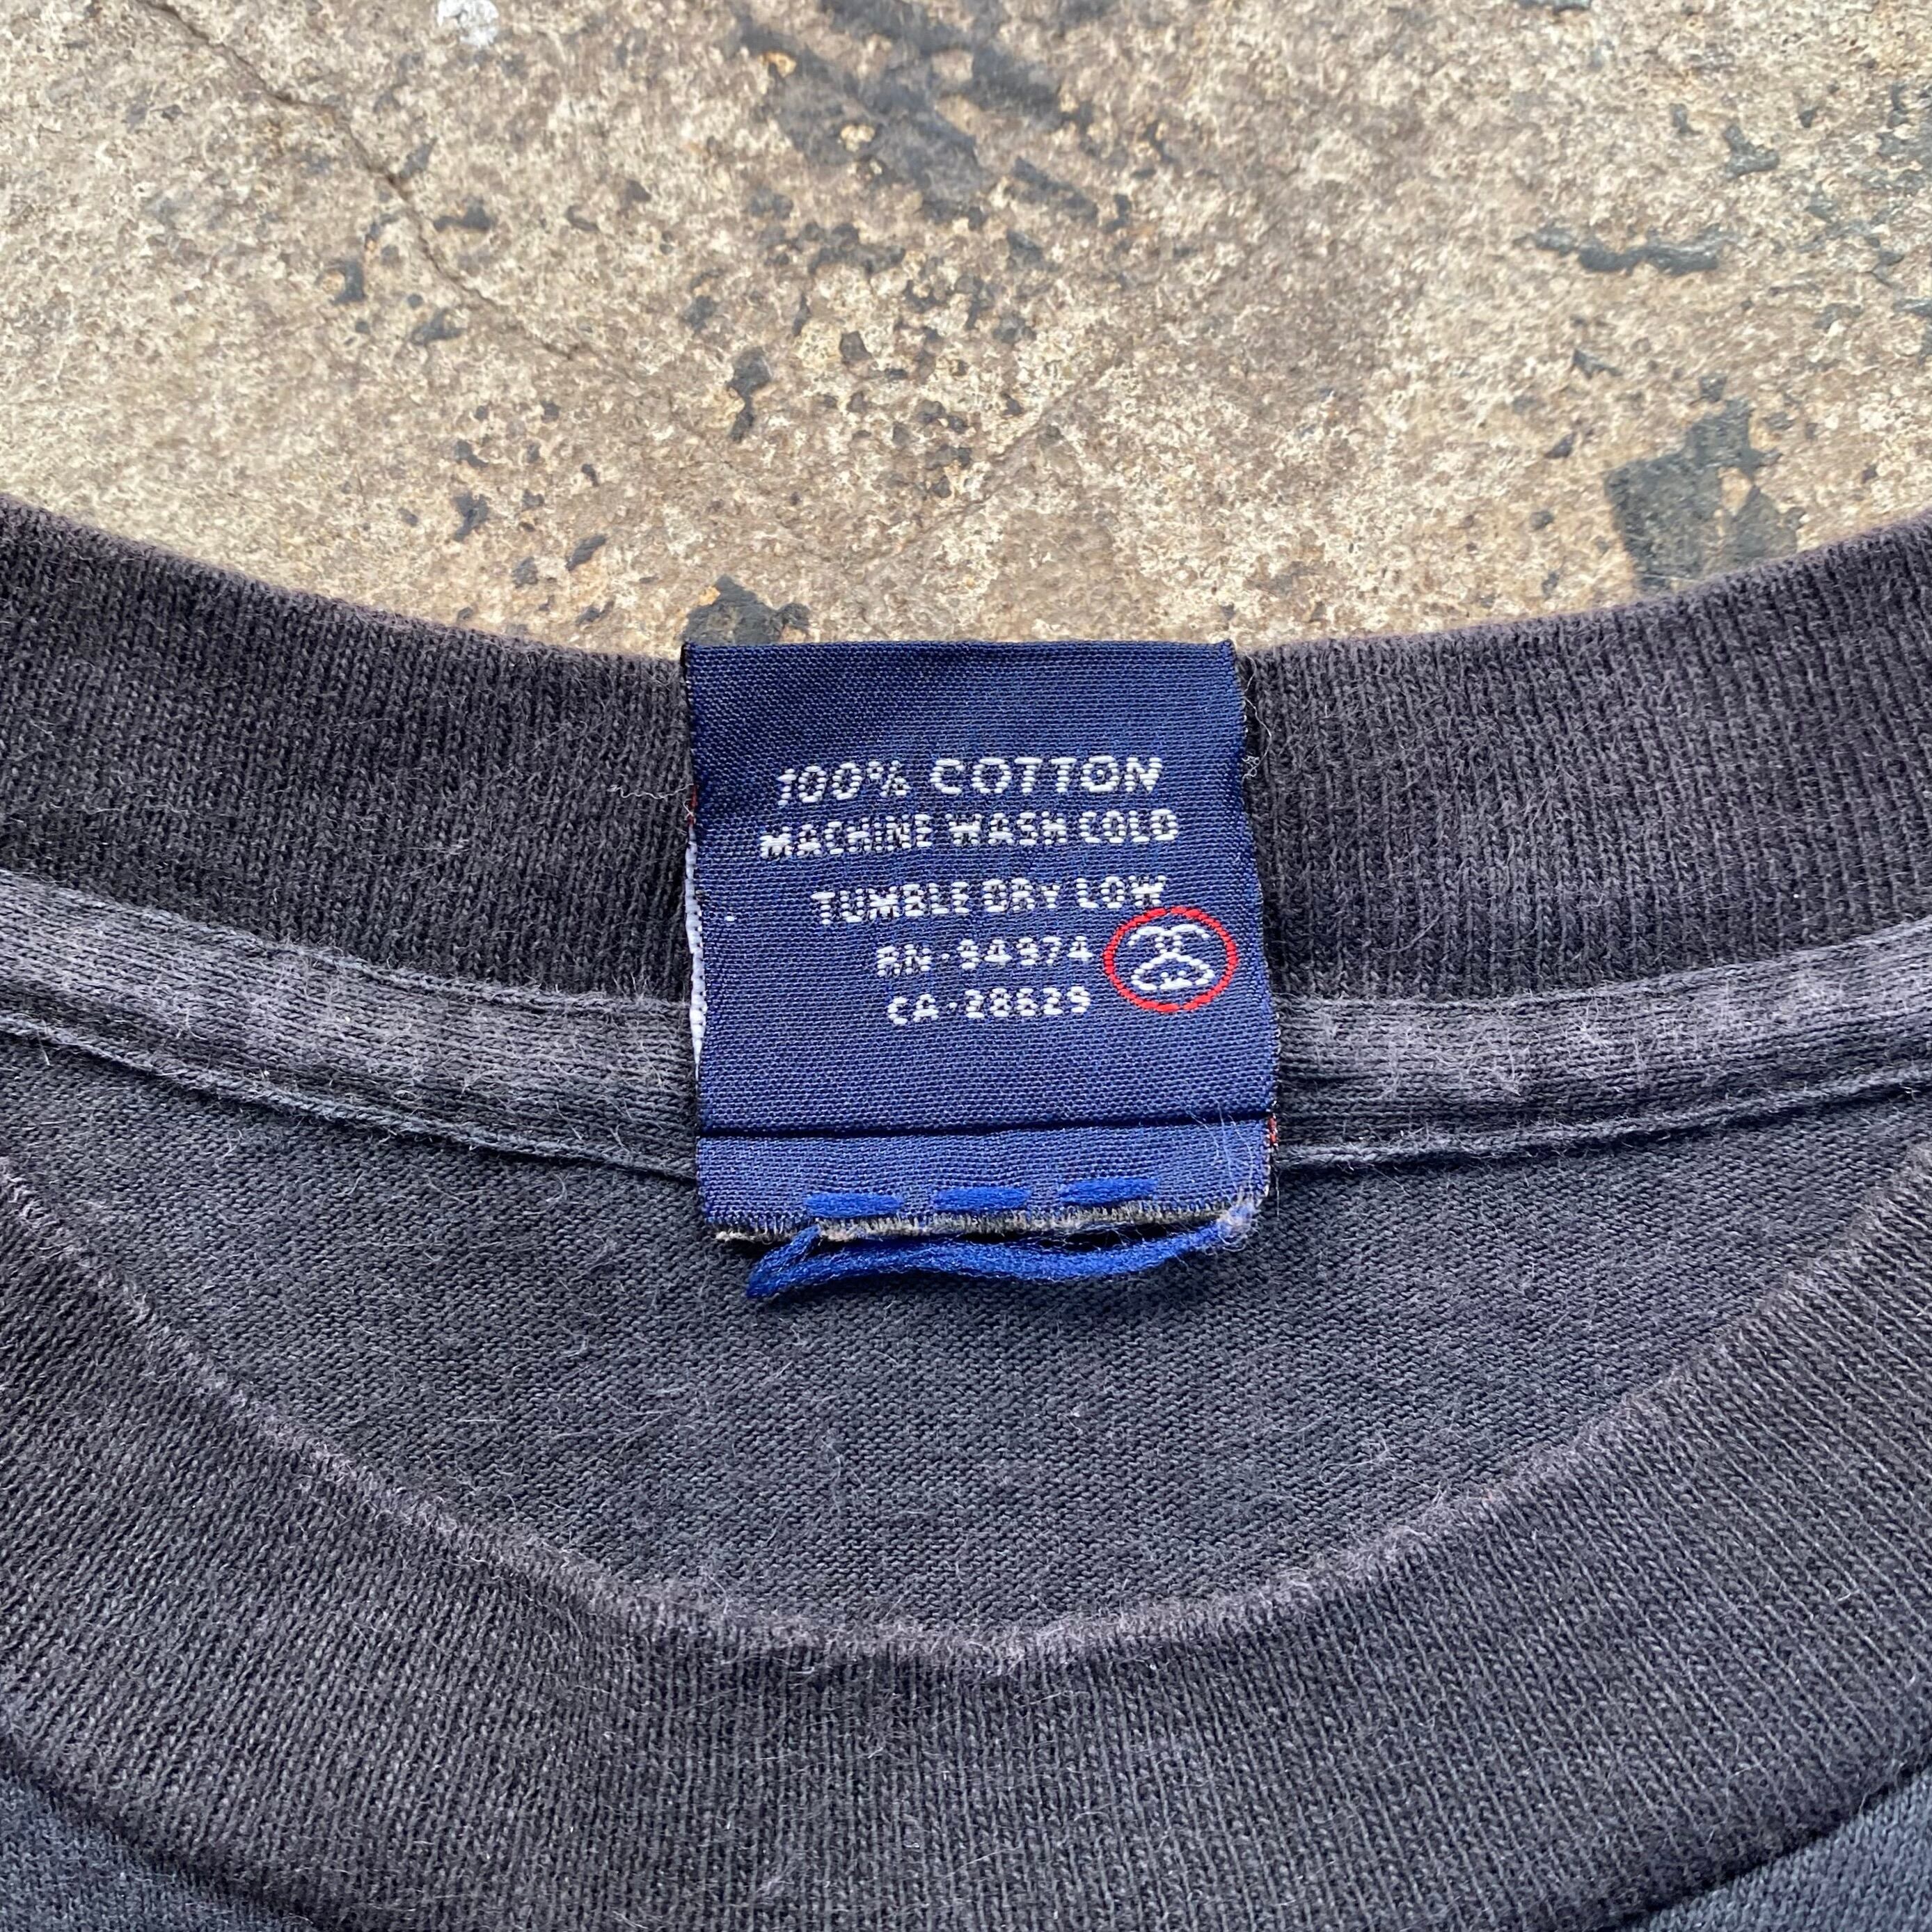 100% COTTON
MACHINE WASH COLD
TUMBLE DRY LOW
RN-94974
CA-28629